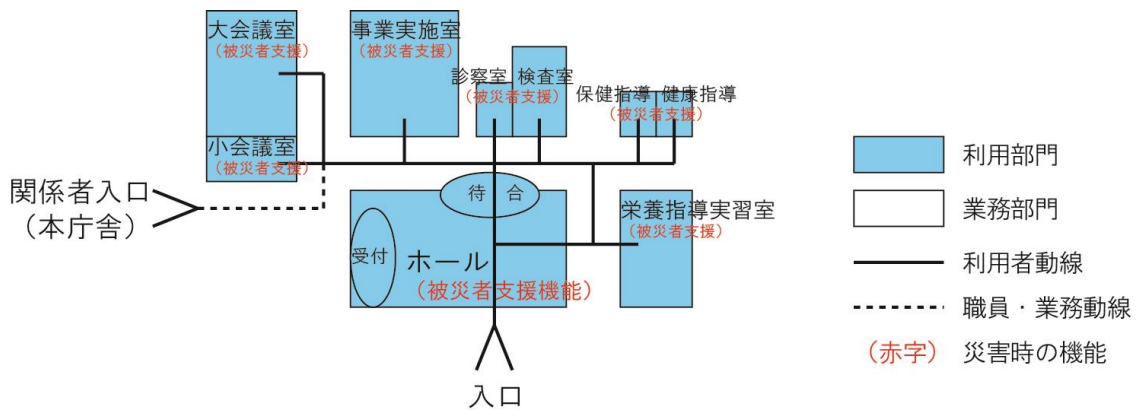 大会議室
(被災者支援)
事業実施室
(被災者支援)
診察室 検査室
(被災者支援)
保健指導 健康指導
(被災者支援)
小会議室
(被災者支援)
関係者入口
(本庁舎)
待 合
受付
ホール
(被災者支援機能)
栄養指導実習室
(被災者支援)
入口
利用部門
業務部門
利用者動線
職員・業務動線
(赤字) 災害時の機能